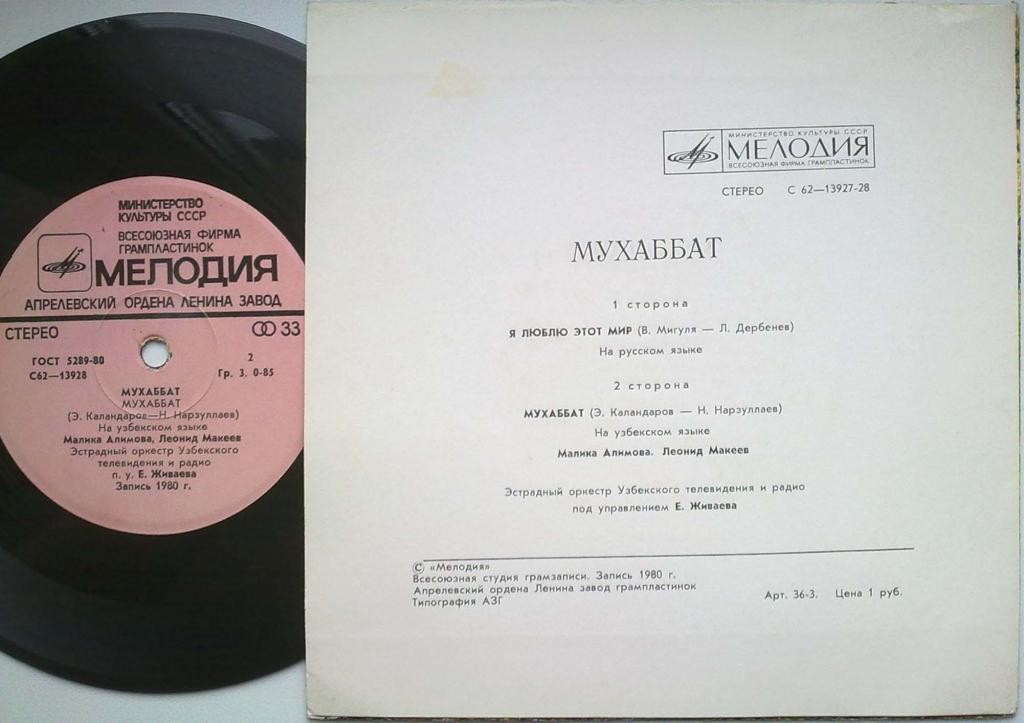 МИНИСТЕРСТВО
КУЛЬТУРЫ СССР
ВСЕСОЮЗНАЯ ФИРМА
ГРАМПЛАСТИНОК
МЕЛОДИЯ
АПРЕЛЕВСКИЙ ОРДЕНА ЛЕНИНА ЗАВОД
СТЕРЕО 33
ГОСТ 5289-80 2
С62—13928 Гр. 3. 0-85
МУХАББАТ
МУХАББАТ
(Э. Каландаров—Н. Нарзуллаев)
На узбекском языке
Малика Алимова, Леонид Макеев
Эстрадный оркестр Узбекского
телевидения и радио
п. у. Е. Живаева
Запись 1980 г.
МИНИСТЕРСТВО КУЛЬТУРЫ СССР
МЕЛОДИЯ
ВСЕСОЮЗНАЯ ФИРМА ГРАМПЛАСТИНОК
СТЕРЕО С 62—13927-28
МУХАББАТ
1 сторона
Я ЛЮБЛЮ ЭТОТ МИР (В. Мигуля — Л. Дербенев)
На русском языке
2 сторона
МУХАББАТ (Э. Каландаров — Н. Нарзуллаев)
На узбекском языке
Малика Алимова. Леонид Макеев
Эстрадный оркестр Узбекского телевидения и радио
под управлением Е. Живаева
© «Мелодия»
Всесоюзная студия грамзаписи. Запись 1980 г.
Апрелевский ордена Ленина завод грампластинок
Типография АЗГ
Арт. 36-3. Цена 1 руб.